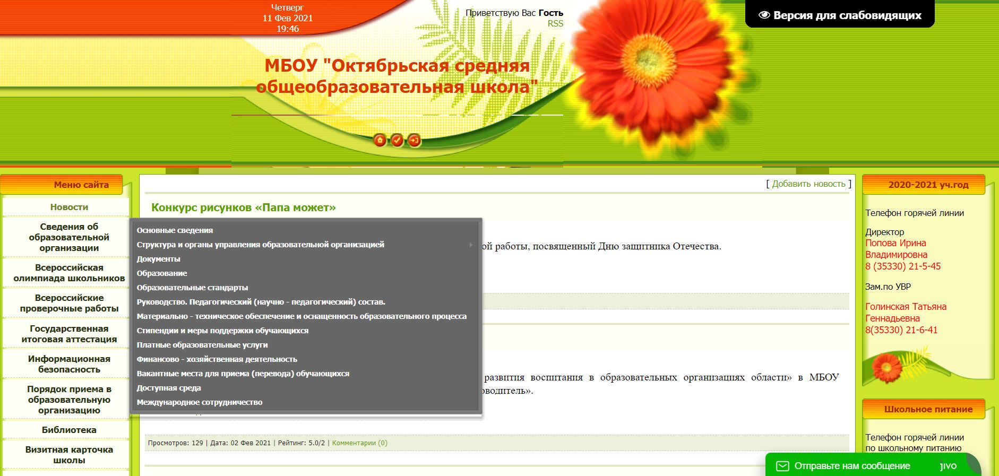 Четверг
11 Фев 2021
19:46
Приветствую Вас Гость
RSS
Версия для слабовидящих
МБОУ "Октябрьская средняя
общеобразовательная школа"
Меню сайта
Новости
Сведения об
образовательной
организации
Всероссийская
олимпиада школьников
Всероссийские
проверочные работы
Государственная
итоговая аттестация
Информационная
безопасность
Порядок приема в
образовательную
организацию
Библиотека
Визитная карточка
школы
[ Добавить новость ]
Конкурс рисунков «Папа может»
Основные сведения
Структура и органы управления образовательной организацией
Документы
Образование
Образовательные стандарты
Руководство. Педагогический (научно - педагогический) состав.
Материально - техническое обеспечение и оснащенность образовательного процесса
Стипендии и меры поддержки обучающихся
Платные образовательные услуги
Финансово - хозяйственная деятельность
Вакантные места для приема (перевода) обучающихся
Доступная среда
Международное сотрудничество
ой работы, посвященный Дню защитника Отечества.
развития воспитания в образовательных организациях области» в МБОУ
оводитель».
Просмотров: 129 | Дата: 02 Фев 2021 | Рейтинг: 5.0/2 | Комментарии (0)
2020-2021 уч.год
Телефон горячей линии
Директор
Попова Ирина
Владимировна
8 (35330) 21-5-45
Зам.по УВР
Голинская Татьяна
Геннадьевна
8(35330) 21-6-41
Школьное питание
Телефон горячей линии
по школьному питанию
Отправьте нам сообщение
jivo